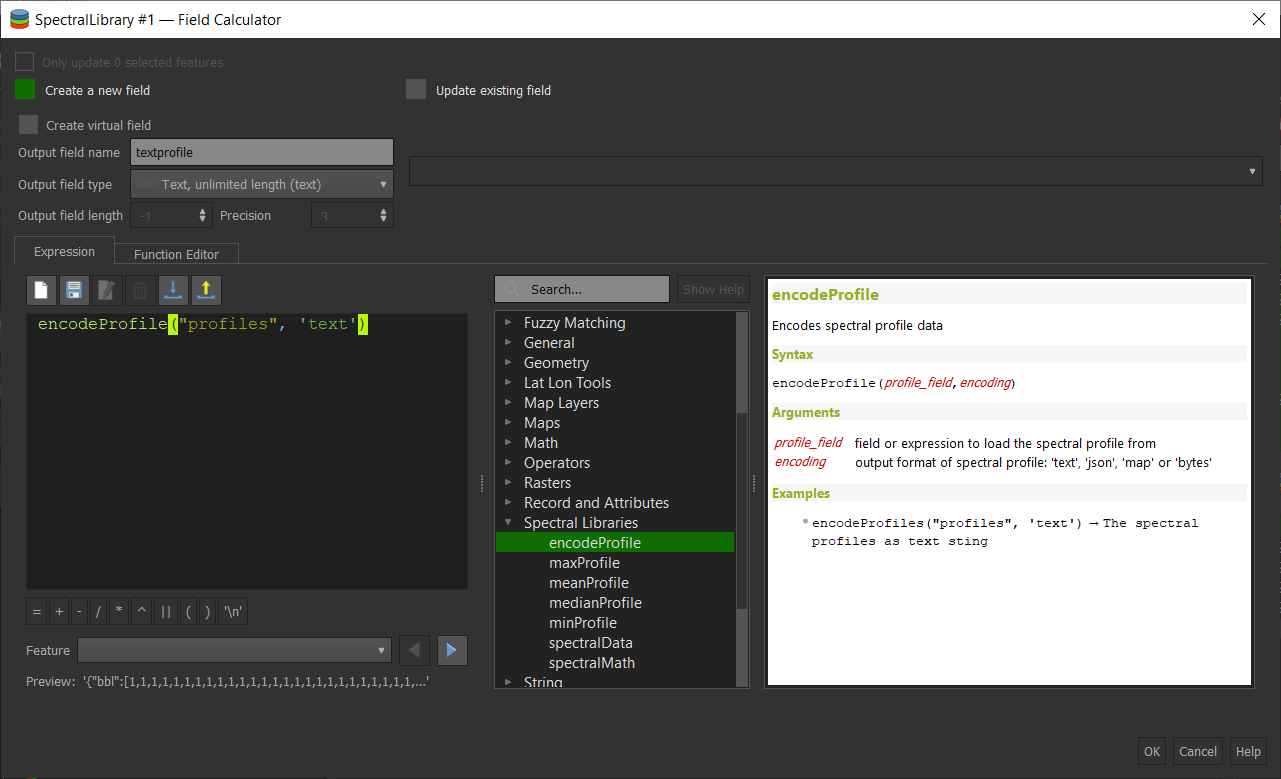 SpectralLibrary #1 — Field Calculator
Only update 0 selected features
Create a new field
Update existing field
Create virtual field
Output field name
textprofile
Output field type
abc Text, unlimited length (text)
Output field length
-1
Precision
3
Expression
Function Editor
Search...
Show Help
encodeProfile("profiles", 'text')
= + - / * ^ || ( ) '\n'
Feature
Preview: '{"bbl":[1,1,1,1,1,1,1,1,1,1,1,1,1,1,1,1,1,1,1,1,1,1,1,1,1,1,...'
Fuzzy Matching
General
Geometry
Lat Lon Tools
Map Layers
Maps
Math
Operators
Rasters
Record and Attributes
Spectral Libraries
encodeProfile
maxProfile
meanProfile
medianProfile
minProfile
spectralData
spectralMath
String
encodeProfile
Encodes spectral profile data
Syntax
encodeProfile(profile_field, encoding)
Arguments
profile_field field or expression to load the spectral profile from
encoding output format of spectral profile: 'text', 'json', 'map' or 'bytes'
Examples
encodeProfiles("profiles", 'text') → The spectral
profiles as text sting
OK
Cancel
Help